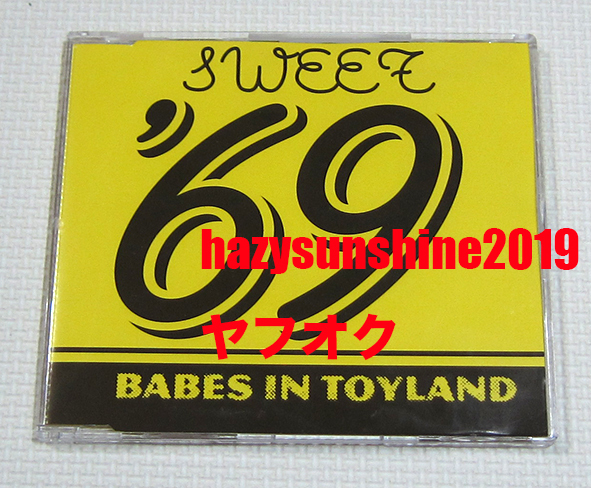 SWEET
'69
hazysunshine2019
ヤフオク
BABES IN TOYLAND